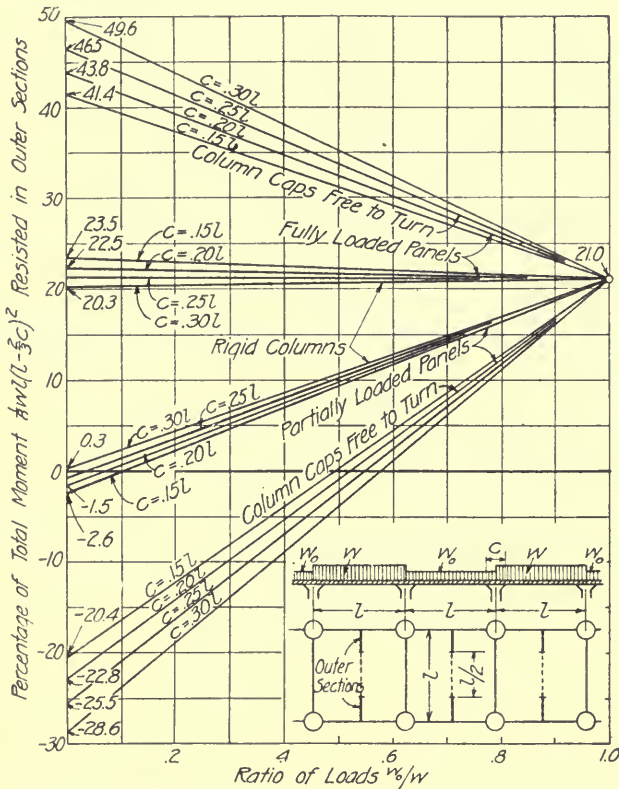 Percentage of Total Moment ⅛wl(l-⅔c)² Resisted in Outer Sections
50
40
30
20
10
0
-10
-20
-30
49.6
46.5
43.8
41.4
C=.30l
C=.25l
C=.20l
C=.15l
Column Caps Free to Turn
Fully Loaded Panels
23.5
22.5
20.3
C=.15l
C=.20l
C=.25l
C=.30l
21.0
Rigid Columns
Partially Loaded Panels
Column Caps Free to Turn
0.3
-1.5
-2.6
C=.30l
C=.25l
C=.20l
C=.15l
-20.4
-22.8
-25.5
-28.6
C=.15l
C=.20l
C=.25l
C=.30l
W₀ W W₀ C W W₀
l l l
Outer
Sections
l
l/2
.2 .4 .6 0.8 1.0
Ratio of Loads W₀/W